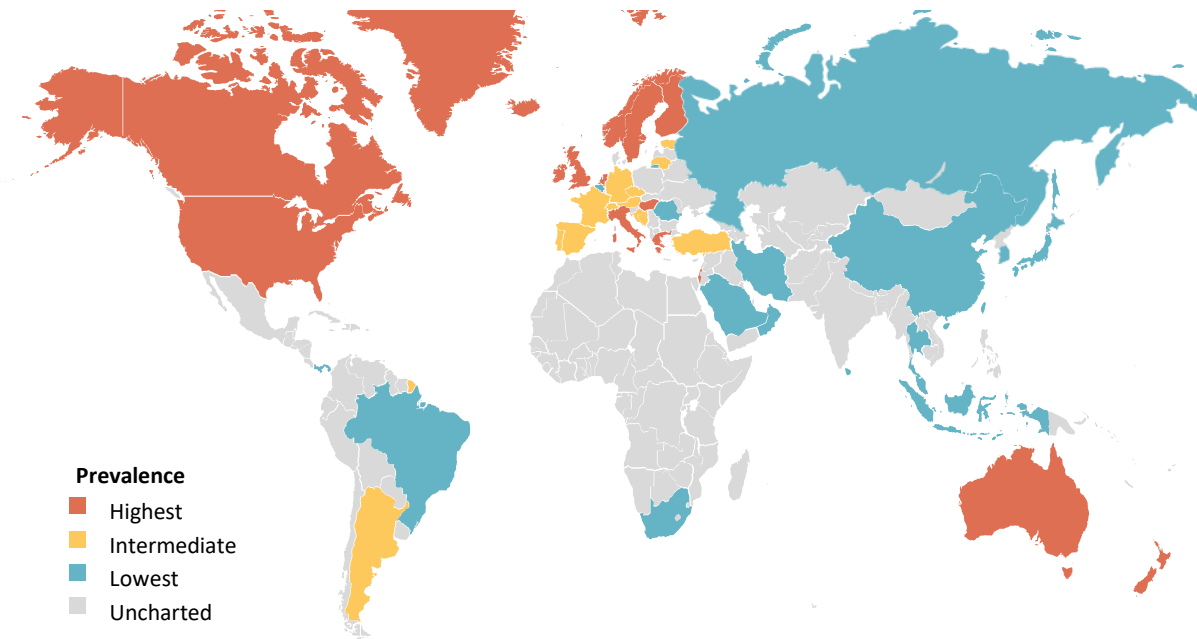 Prevalence
Highest
Intermediate
Lowest
Uncharted